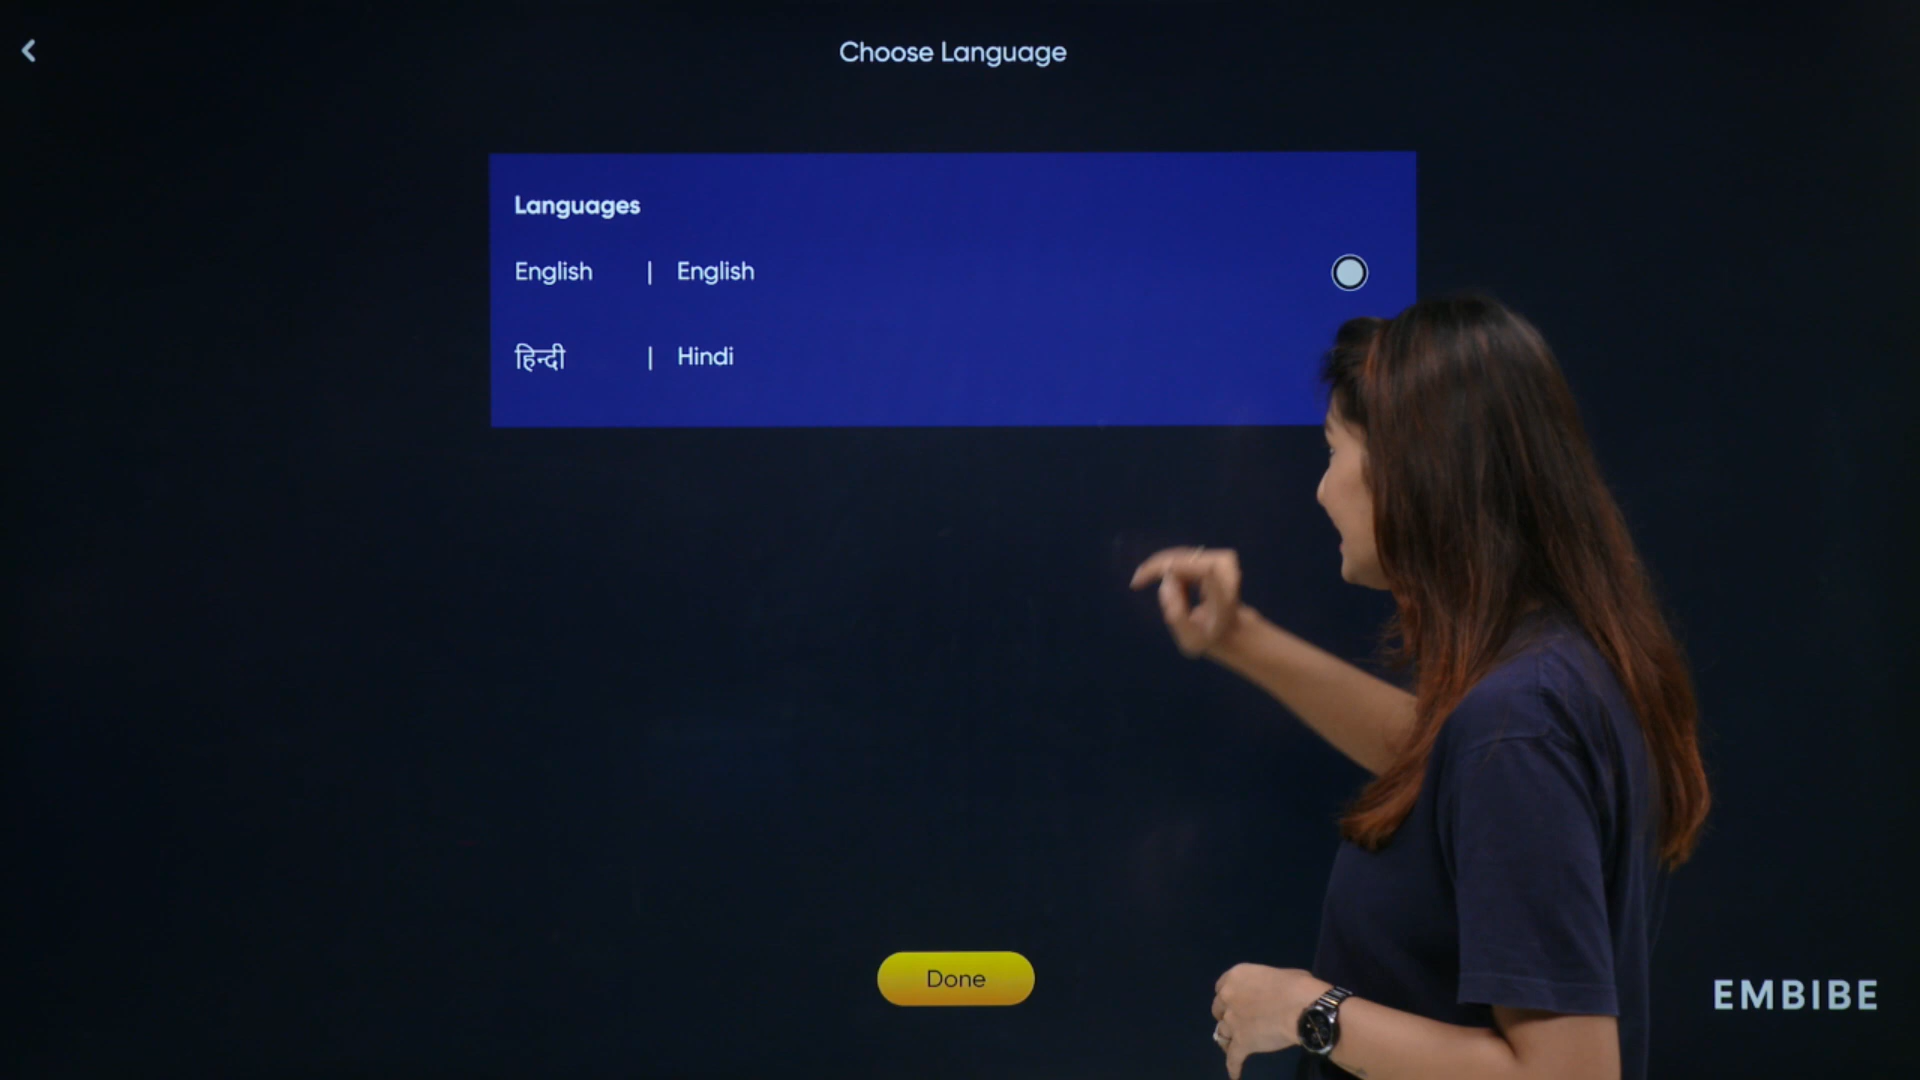 Choose Language
Languages
English | English
हिन्दी | Hindi
Done
EMBIBE